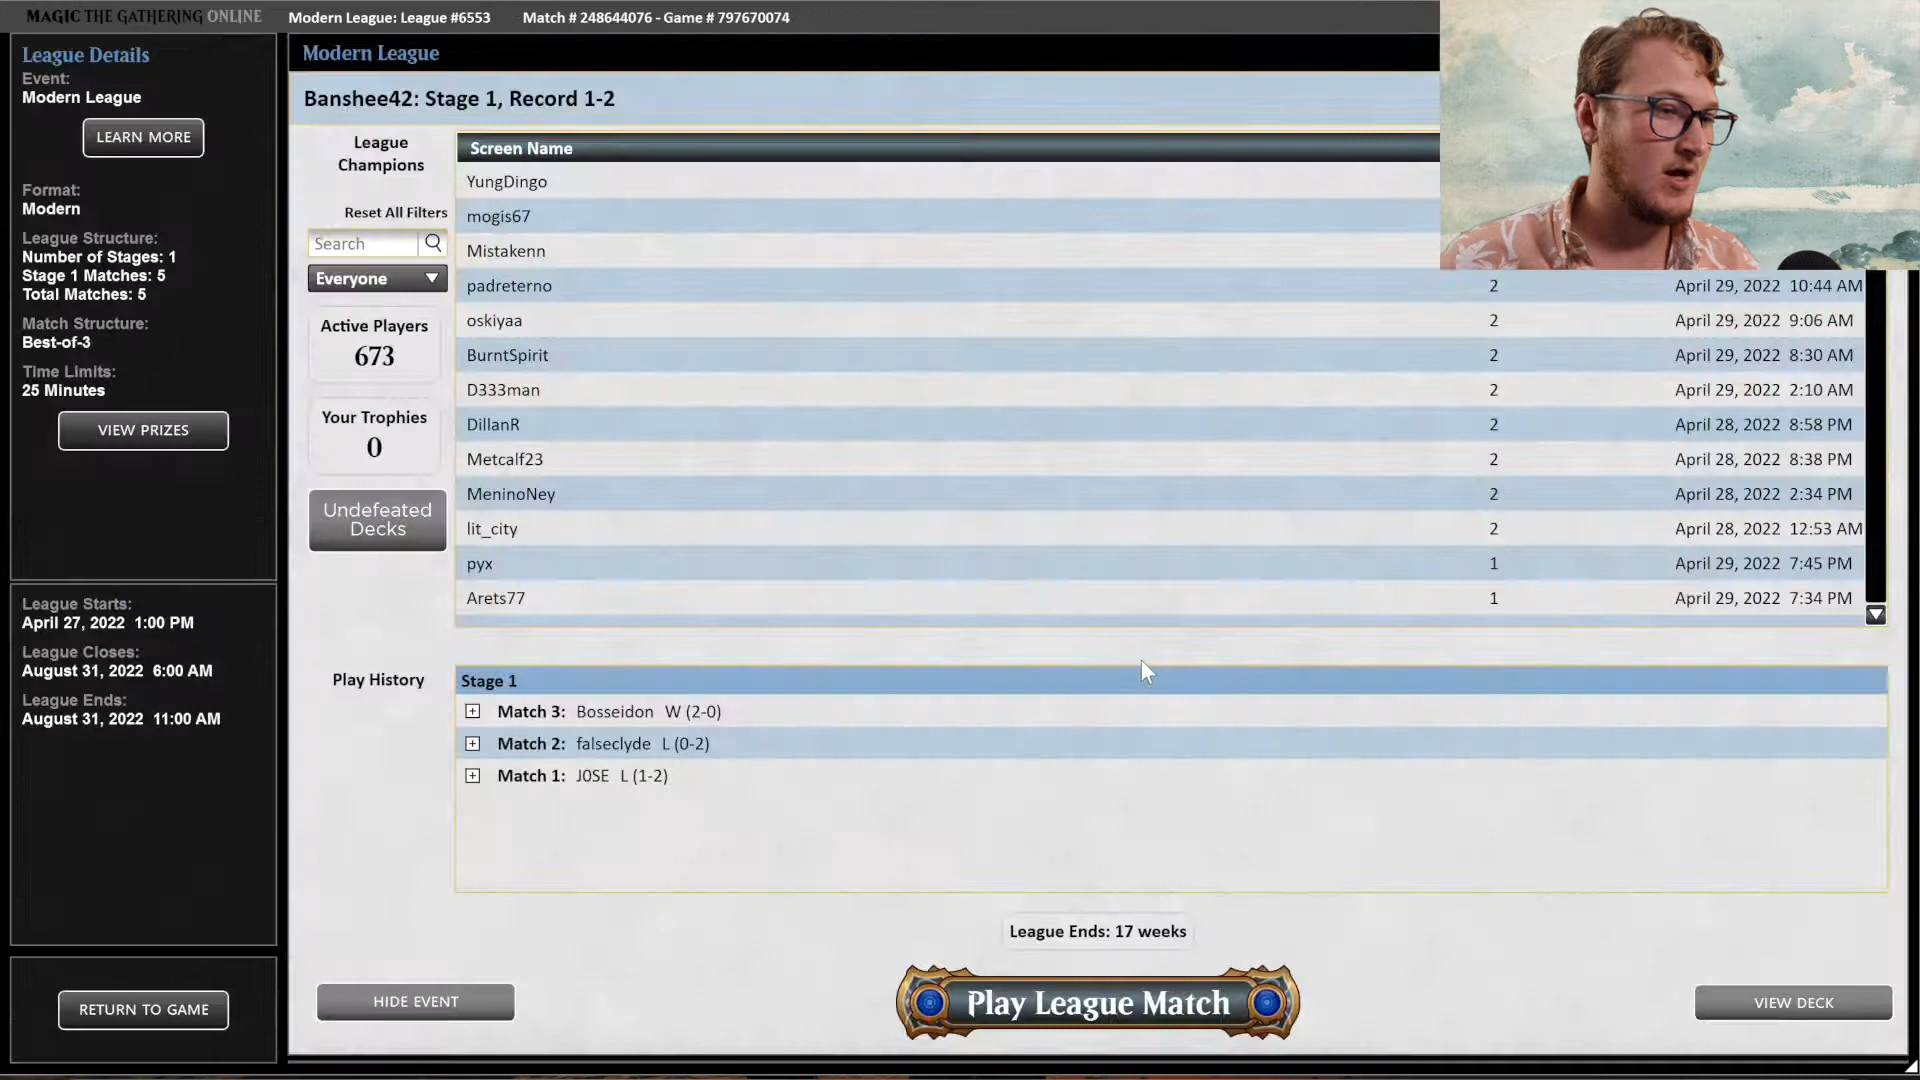 MAGIC THE GATHERING ONLINE
Modern League: League #6553
Match # 248644076 - Game # 797670074
League Details
Event:
Modern League
LEARN MORE
Format:
Modern
League Structure:
Number of Stages: 1
Stage 1 Matches: 5
Total Matches: 5
Match Structure:
Best-of-3
Time Limits:
25 Minutes
VIEW PRIZES
League Starts:
April 27, 2022 1:00 PM
League Closes:
August 31, 2022 6:00 AM
League Ends:
August 31, 2022 11:00 AM
RETURN TO GAME
Modern League
Banshee42: Stage 1, Record 1-2
League
Champions
Reset All Filters
Search
Everyone
Active Players
673
Your Trophies
0
Undefeated
Decks
Screen Name
YungDingo
mogis67
Mistakenn
padreterno 2 April 29, 2022 10:44 AM
oskiyaa 2 April 29, 2022 9:06 AM
BurntSpirit 2 April 29, 2022 8:30 AM
D333man 2 April 29, 2022 2:10 AM
DillanR 2 April 28, 2022 8:58 PM
Metcalf23 2 April 28, 2022 8:38 PM
MeninoNey 2 April 28, 2022 2:34 PM
lit_city 2 April 28, 2022 12:53 AM
pyx 1 April 29, 2022 7:45 PM
Arets77 1 April 29, 2022 7:34 PM
Play History
Stage 1
Match 3: Bosseidon W (2-0)
Match 2: falseclyde L (0-2)
Match 1: J0SE L (1-2)
League Ends: 17 weeks
HIDE EVENT
Play League Match
VIEW DECK